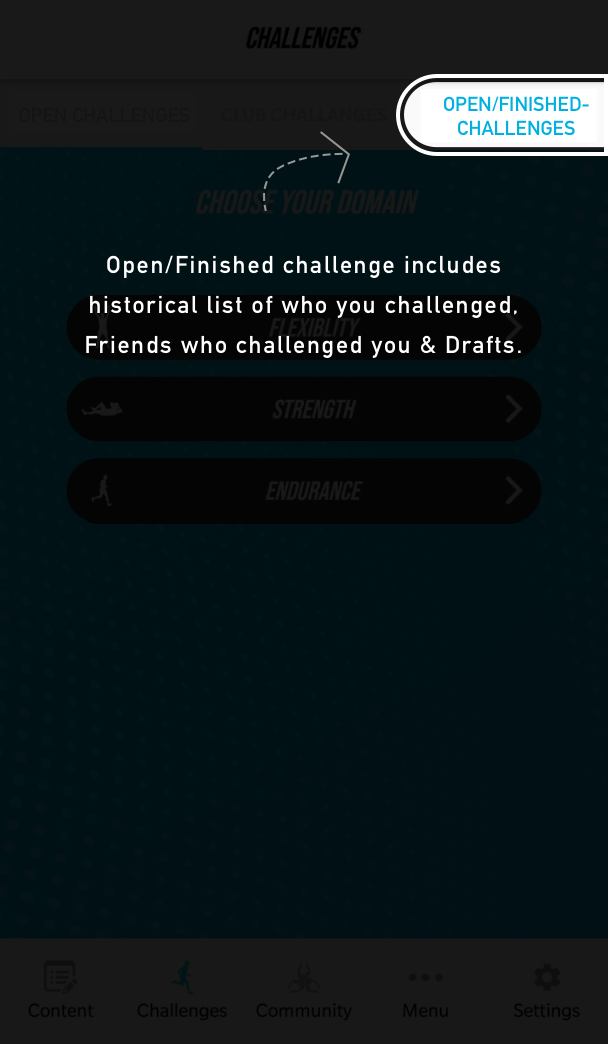 CHALLENGES
OPEN CHALLENGES
CLUB CHALLANGES
OPEN/FINISHED-
CHALLENGES
CHOOSE YOUR DOMAIN
Open/Finished challenge includes
historical list of who you challenged,
Friends who challenged you & Drafts.
FLEXIBLITY
STRENGTH
ENDURANCE
Content
Challenges
Community
Menu
Settings